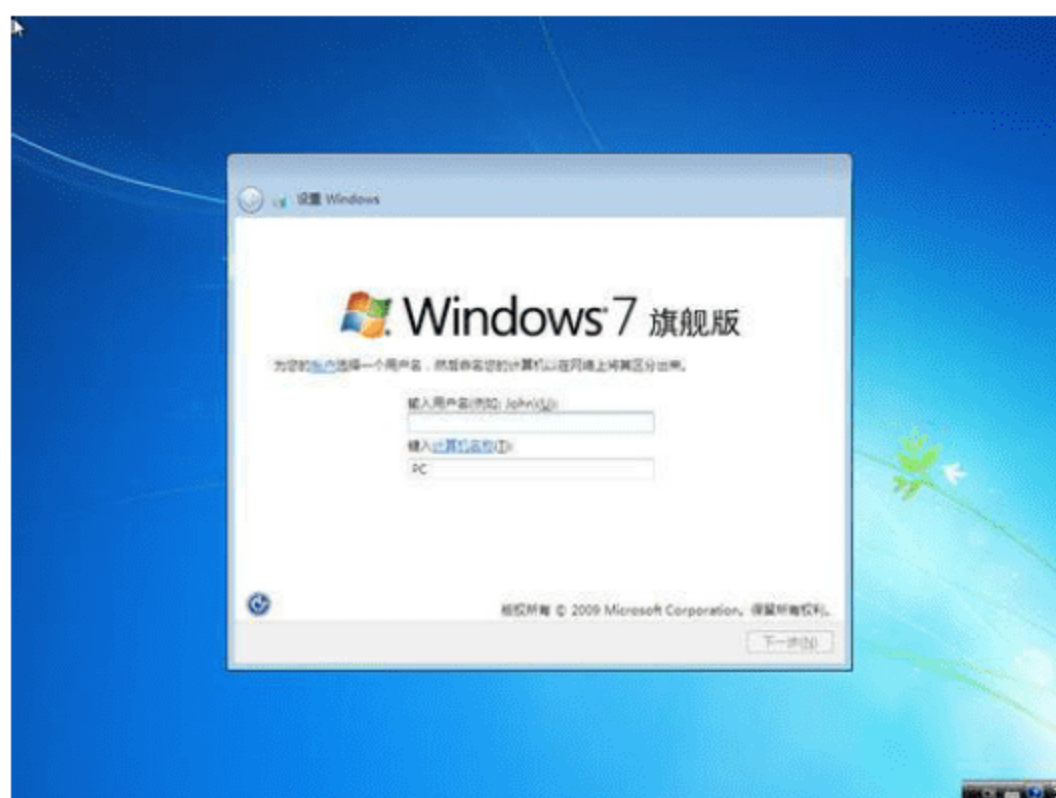 设置 Windows
Windows 7 旗舰版
为您的帐户选择一个用户名，然后命名您的计算机以在网络上将其区分出来。
输入用户名(例如: John)(U):
键入计算机名称(T):
PC
版权所有 © 2009 Microsoft Corporation。保留所有权利。
下一步(N)